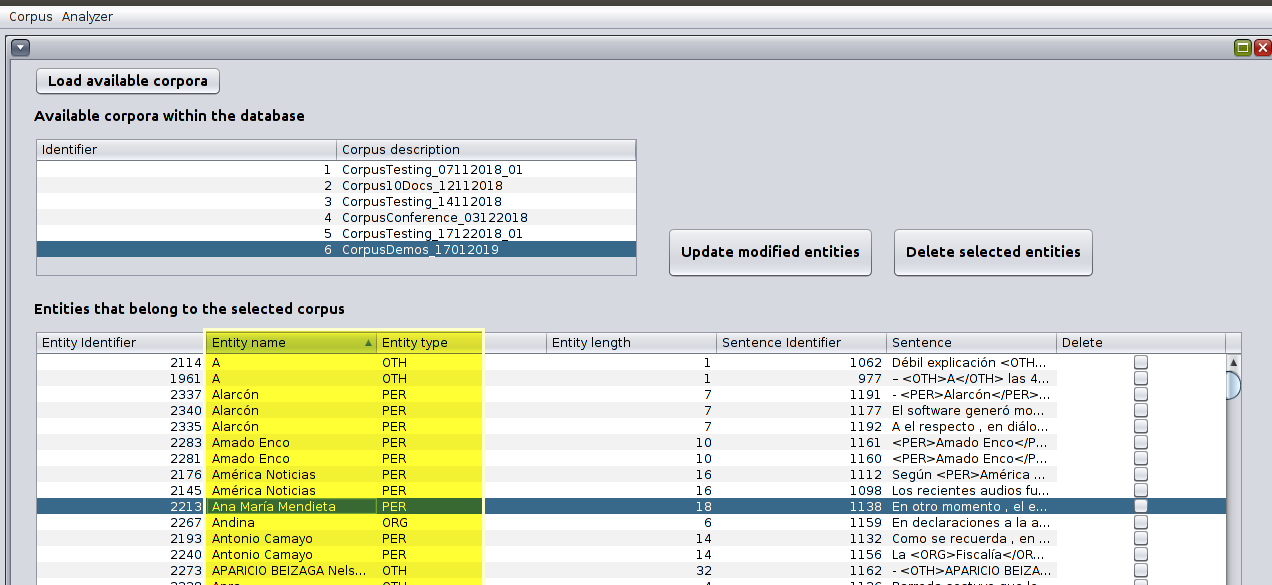 Corpus Analyzer
Load available corpora
Available corpora within the database
Identifier Corpus description
1 CorpusTesting_07112018_01
2 Corpus10Docs_12112018
3 CorpusTesting_14112018
4 CorpusConference_03122018
5 CorpusTesting_17122018_01
6 CorpusDemos_17012019
Update modified entities Delete selected entities
Entities that belong to the selected corpus
Entity Identifier Entity name Entity type Entity length Sentence Identifier Sentence Delete
2114 A OTH 1 1062 Débil explicación <OTH...
1961 A OTH 1 977 – <OTH>A</OTH> las 4...
2337 Alarcón PER 7 1191 - <PER>Alarcón</PER>...
2340 Alarcón PER 7 1177 El software generó mo...
2335 Alarcón PER 7 1192 A el respecto , en diálo...
2283 Amado Enco PER 10 1161 <PER>Amado Enco</P...
2281 Amado Enco PER 10 1160 <PER>Amado Enco</P...
2176 América Noticias PER 16 1112 Según <PER>América ...
2145 América Noticias PER 16 1098 Los recientes audios fu...
2213 Ana María Mendieta PER 18 1138 En otro momento , el e...
2267 Andina ORG 6 1159 En declaraciones a la a...
2193 Antonio Camayo PER 14 1132 Como se recuerda , en ...
2240 Antonio Camayo PER 14 1156 La <ORG>Fiscalía</OR...
2273 APARICIO BEIZAGA Nels... OTH 32 1162 - <OTH>APARICIO BEIZA...